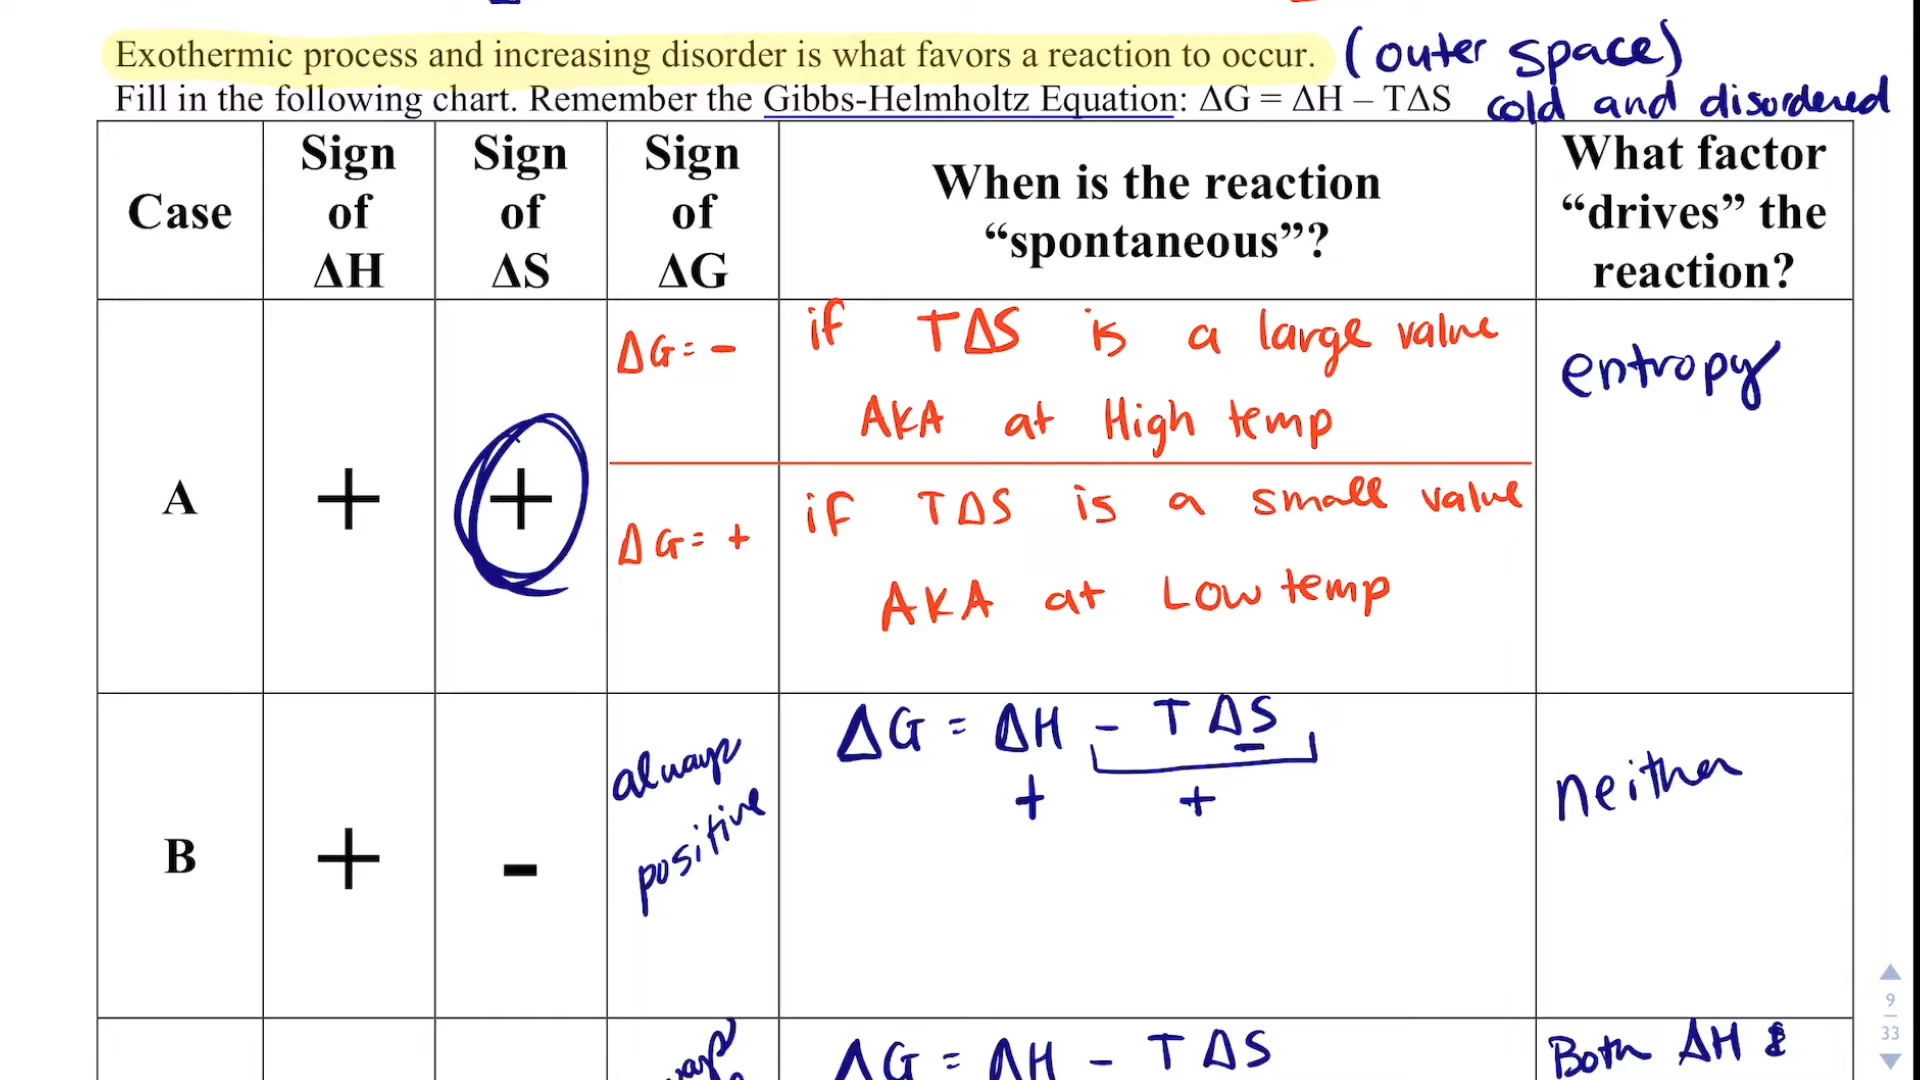 Exothermic process and increasing disorder is what favors a reaction to occur. (outer space)
Fill in the following chart. Remember the Gibbs-Helmholtz Equation: ΔG = ΔH – TΔS cold and disordered
Case
Sign
of
ΔH
Sign
of
ΔS
Sign
of
ΔG
When is the reaction
“spontaneous”?
What factor
“drives” the
reaction?
A
+
+
ΔG = -
if TΔS is a large value
AKA at High temp
ΔG = +
if TΔS is a small value
AKA at Low temp
entropy
B
+
-
always
positive
ΔG = ΔH - TΔS
+ +
neither
ΔG = ΔH - TΔS
Both ΔH &
9
33